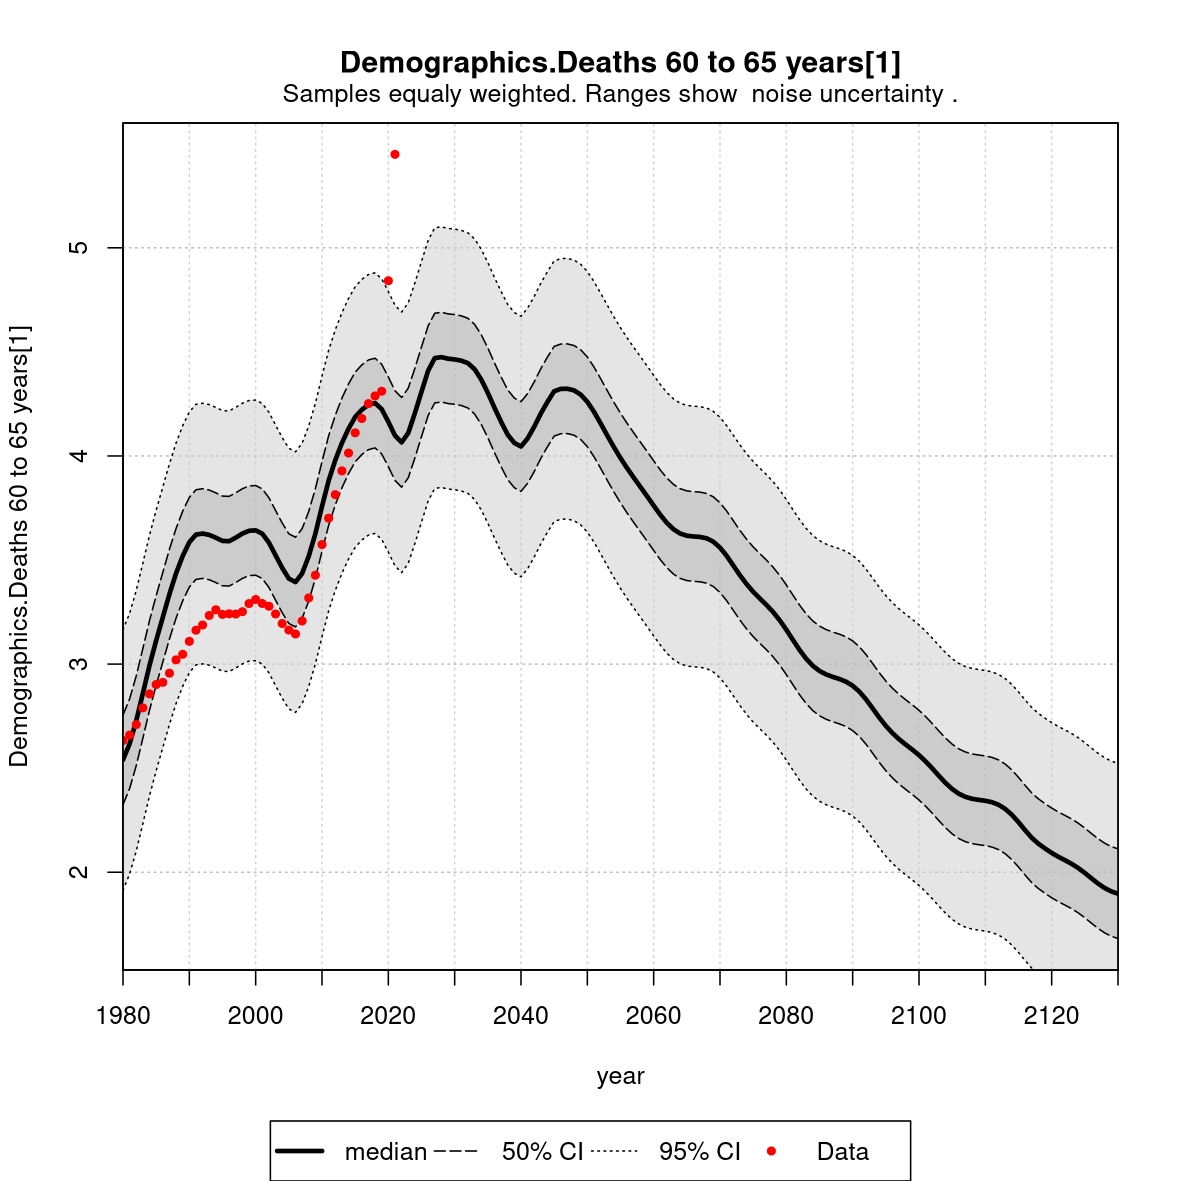 Demographics.Deaths 60 to 65 years[1]
Samples equaly weighted. Ranges show  noise uncertainty .
Demographics.Deaths 60 to 65 years[1]
5
4
3
2
1980 2000 2020 2040 2060 2080 2100 2120
year
median 50% CI 95% CI Data